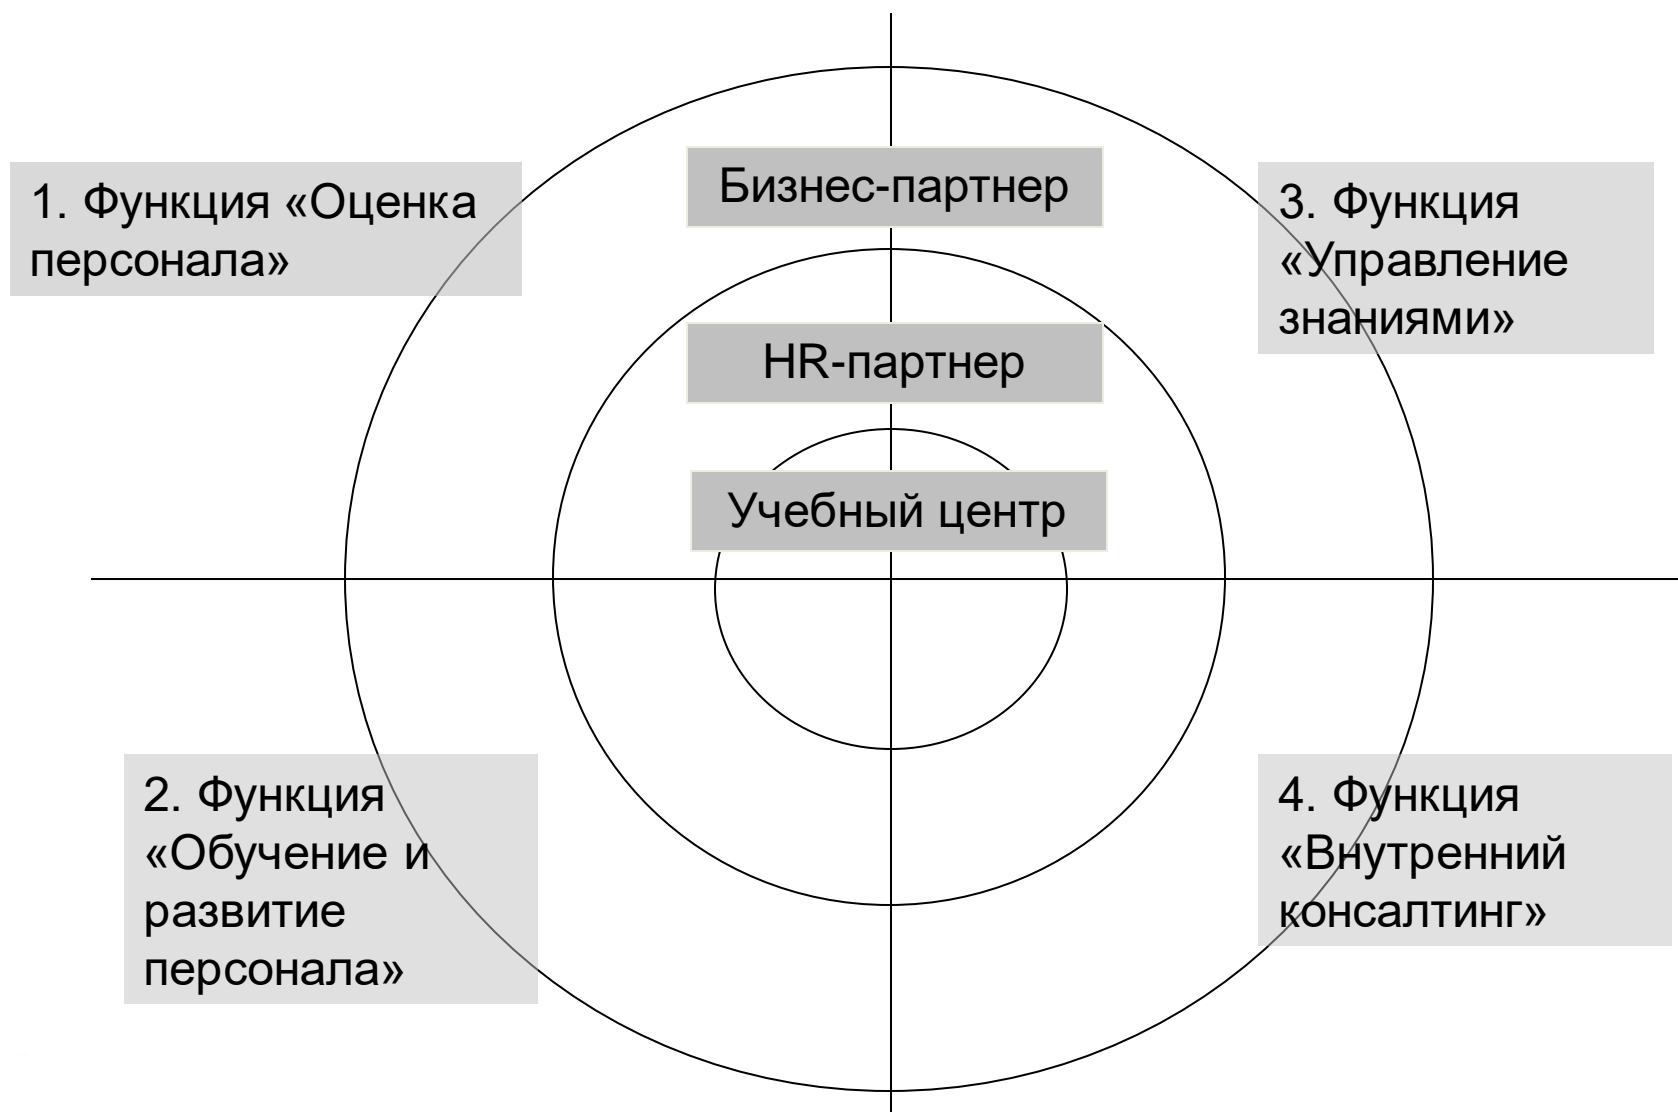 Бизнес-партнер
1. Функция «Оценка
персонала»
3. Функция
«Управление
знаниями»
HR-партнер
Учебный центр
2. Функция
«Обучение и
развитие
персонала»
4. Функция
«Внутренний
консалтинг»